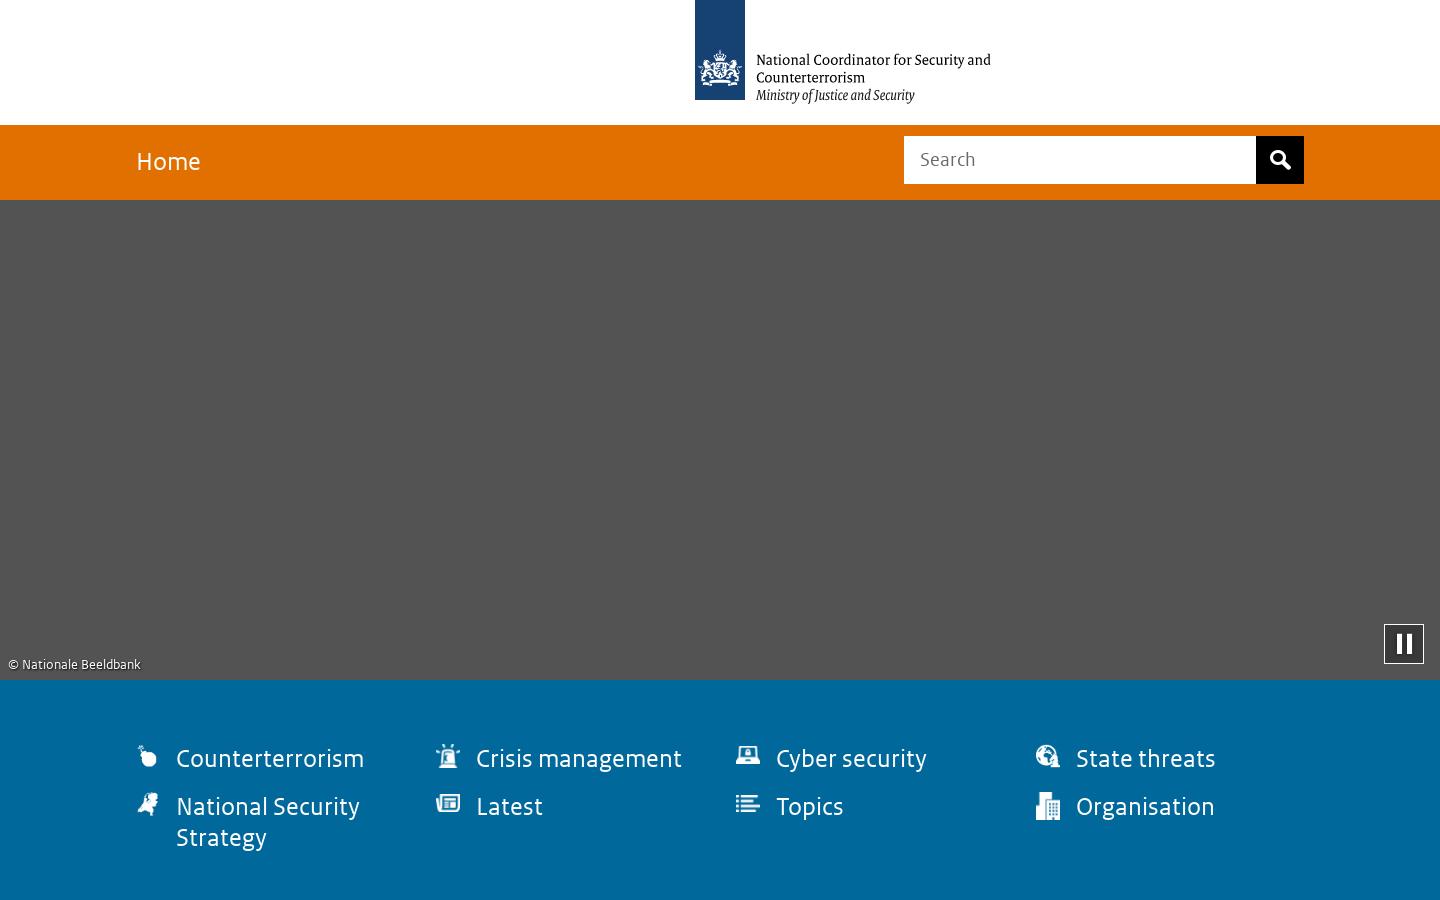 National Coordinator for Security and
Counterterrorism
Ministry of Justice and Security
Home
Search
© Nationale Beeldbank
Counterterrorism
Crisis management
Cyber security
State threats
National Security
Strategy
Latest
Topics
Organisation